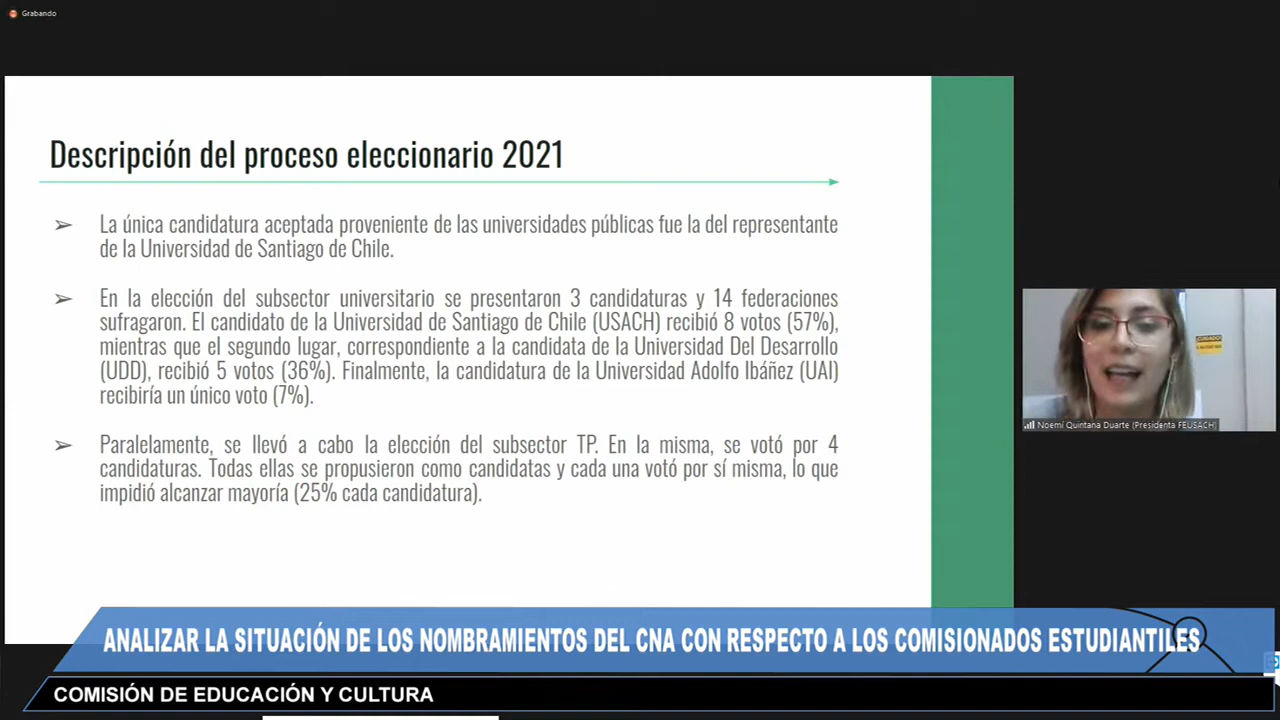 Grabando
Descripción del proceso eleccionario 2021
➢ La única candidatura aceptada proveniente de las universidades públicas fue la del representante
de la Universidad de Santiago de Chile.
➢ En la elección del subsector universitario se presentaron 3 candidaturas y 14 federaciones
sufragaron. El candidato de la Universidad de Santiago de Chile (USACH) recibió 8 votos (57%),
mientras que el segundo lugar, correspondiente a la candidata de la Universidad Del Desarrollo
(UDD), recibió 5 votos (36%). Finalmente, la candidatura de la Universidad Adolfo Ibáñez (UAI)
recibiría un único voto (7%).
➢ Paralelamente, se llevó a cabo la elección del subsector TP. En la misma, se votó por 4
candidaturas. Todas ellas se propusieron como candidatas y cada una votó por sí misma, lo que
impidió alcanzar mayoría (25% cada candidatura).
¡CUIDADO!
Noemí Quintana Duarte (Presidenta FEUSACH)
ANALIZAR LA SITUACIÓN DE LOS NOMBRAMIENTOS DEL CNA CON RESPECTO A LOS COMISIONADOS ESTUDIANTILES
COMISIÓN DE EDUCACIÓN Y CULTURA